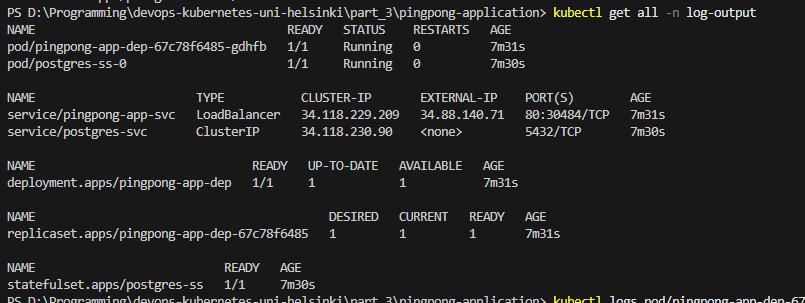 PS D:\Programming\devops-kubernetes-uni-helsinki\part_3\pingpong-application> kubectl get all -n log-output
NAME READY STATUS RESTARTS AGE
pod/pingpong-app-dep-67c78f6485-gdhfb 1/1 Running 0 7m31s
pod/postgres-ss-0 1/1 Running 0 7m30s
NAME TYPE CLUSTER-IP EXTERNAL-IP PORT(S) AGE
service/pingpong-app-svc LoadBalancer 34.118.229.209 34.88.140.71 80:30484/TCP 7m31s
service/postgres-svc ClusterIP 34.118.230.90 <none> 5432/TCP 7m30s
NAME READY UP-TO-DATE AVAILABLE AGE
deployment.apps/pingpong-app-dep 1/1 1 1 7m31s
NAME DESIRED CURRENT READY AGE
replicaset.apps/pingpong-app-dep-67c78f6485 1 1 1 7m31s
NAME READY AGE
statefulset.apps/postgres-ss 1/1 7m30s
PS D:\Programming\devops-kubernetes-uni-helsinki\part_3\pingpong-application> kubectl logs pod/pingpong-app-dep-67